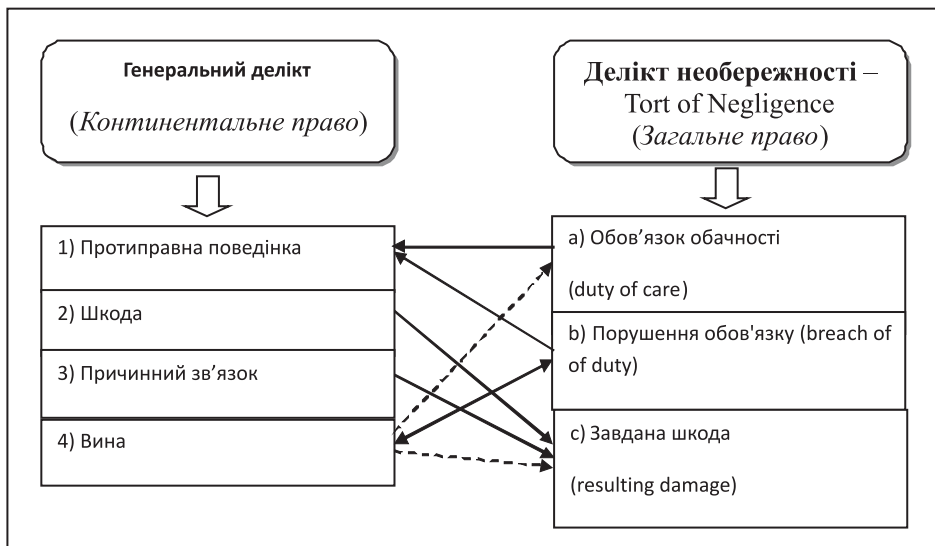 Генеральний делікт
(Континентальне право)
Делікт необережності –
Tort of Negligence
(Загальне право)
1) Протиправна поведінка
2) Шкода
3) Причинний зв’язок
4) Вина
a) Обов’язок обачності
(duty of care)
b) Порушення обов'язку (breach of
of duty)
c) Завдана шкода
(resulting damage)